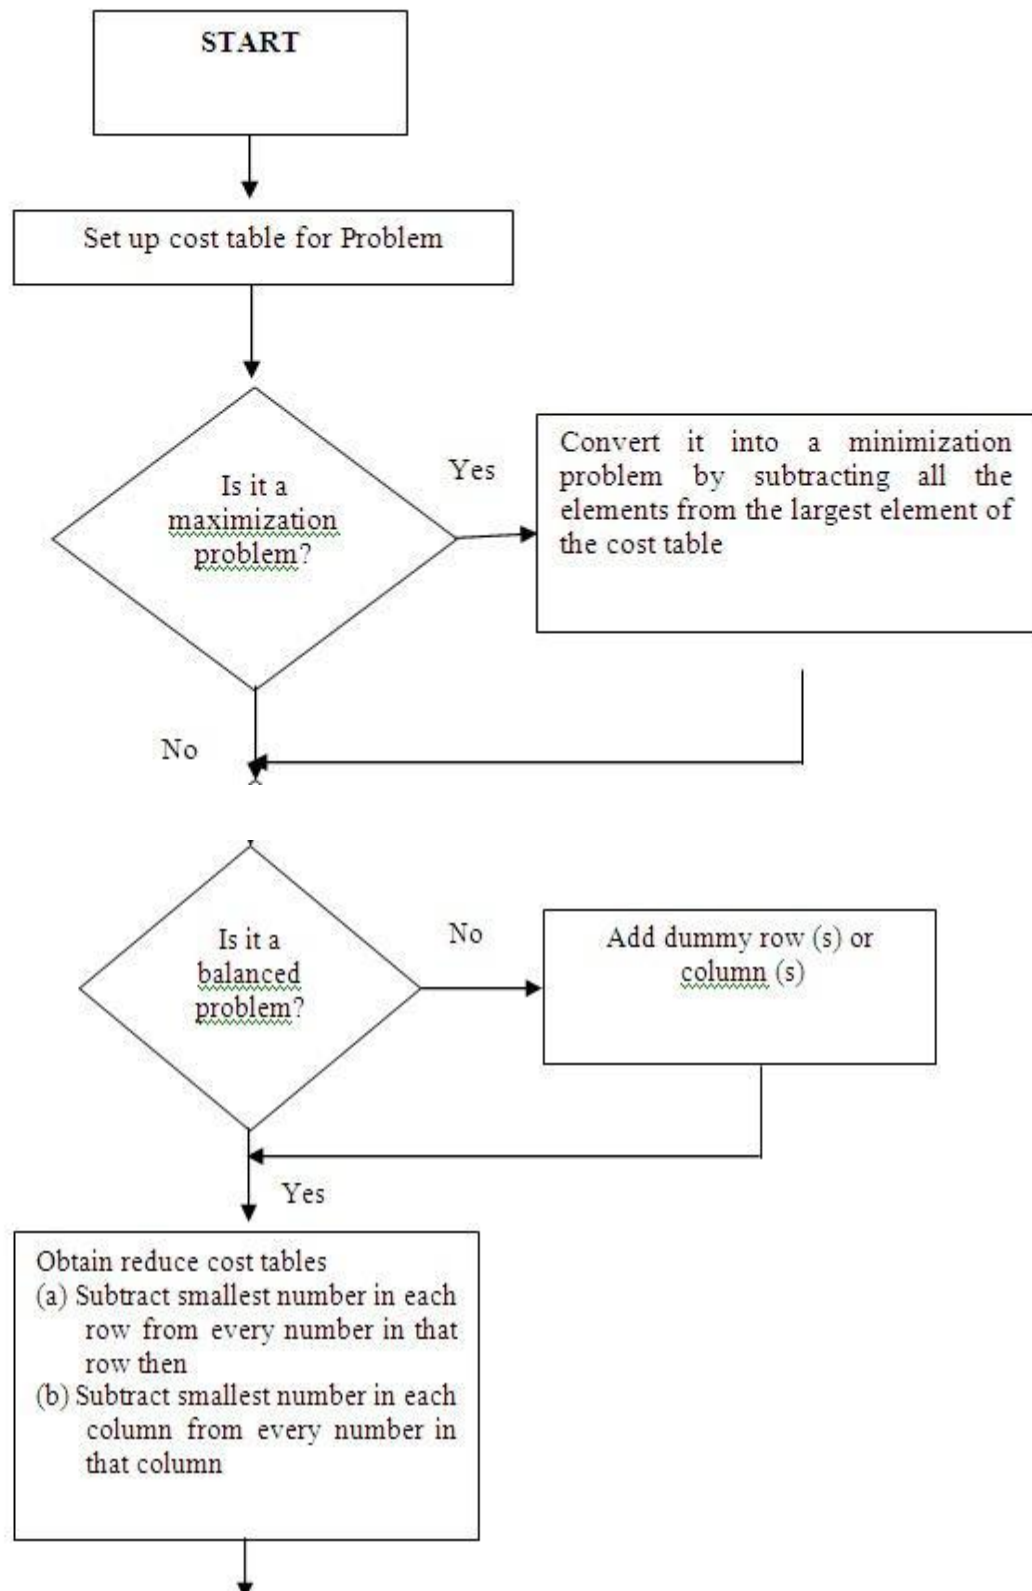 START
Set up cost table for Problem
Is it a
maximization
problem?
Yes
Convert it into a minimization
problem by subtracting all the
elements from the largest element of
the cost table
No
Is it a
balanced
problem?
No
Add dummy row (s) or
column (s)
Yes
Obtain reduce cost tables
(a) Subtract smallest number in each
row from every number in that
row then
(b) Subtract smallest number in each
column from every number in
that column